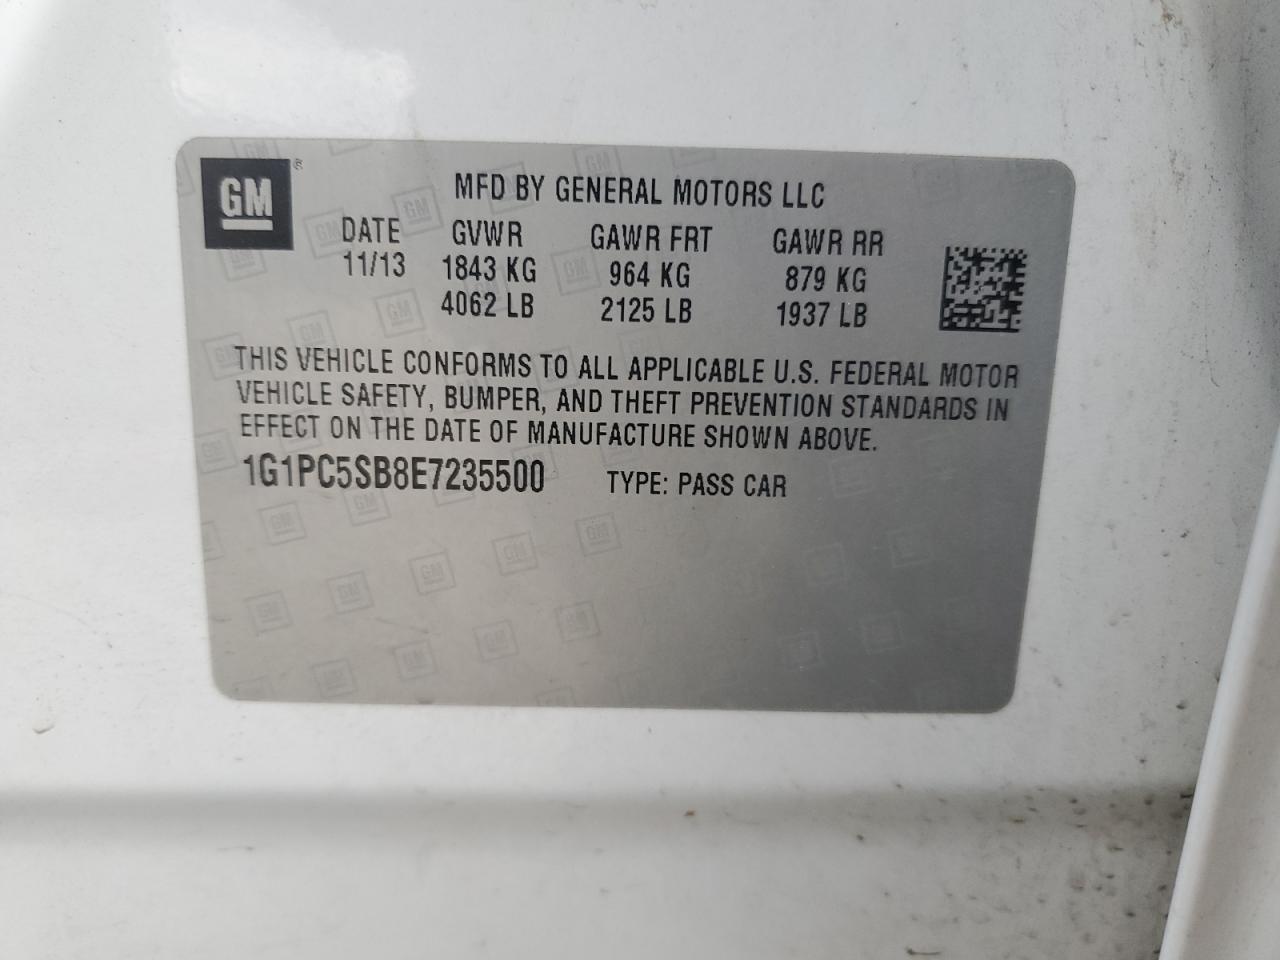 GM®
MFD BY GENERAL MOTORS LLC
DATE GVWR GAWR FRT GAWR RR
11/13 1843 KG 964 KG 879 KG
4062 LB 2125 LB 1937 LB
THIS VEHICLE CONFORMS TO ALL APPLICABLE U.S. FEDERAL MOTOR
VEHICLE SAFETY, BUMPER, AND THEFT PREVENTION STANDARDS IN
EFFECT ON THE DATE OF MANUFACTURE SHOWN ABOVE.
1G1PC5SB8E7235500 TYPE: PASS CAR